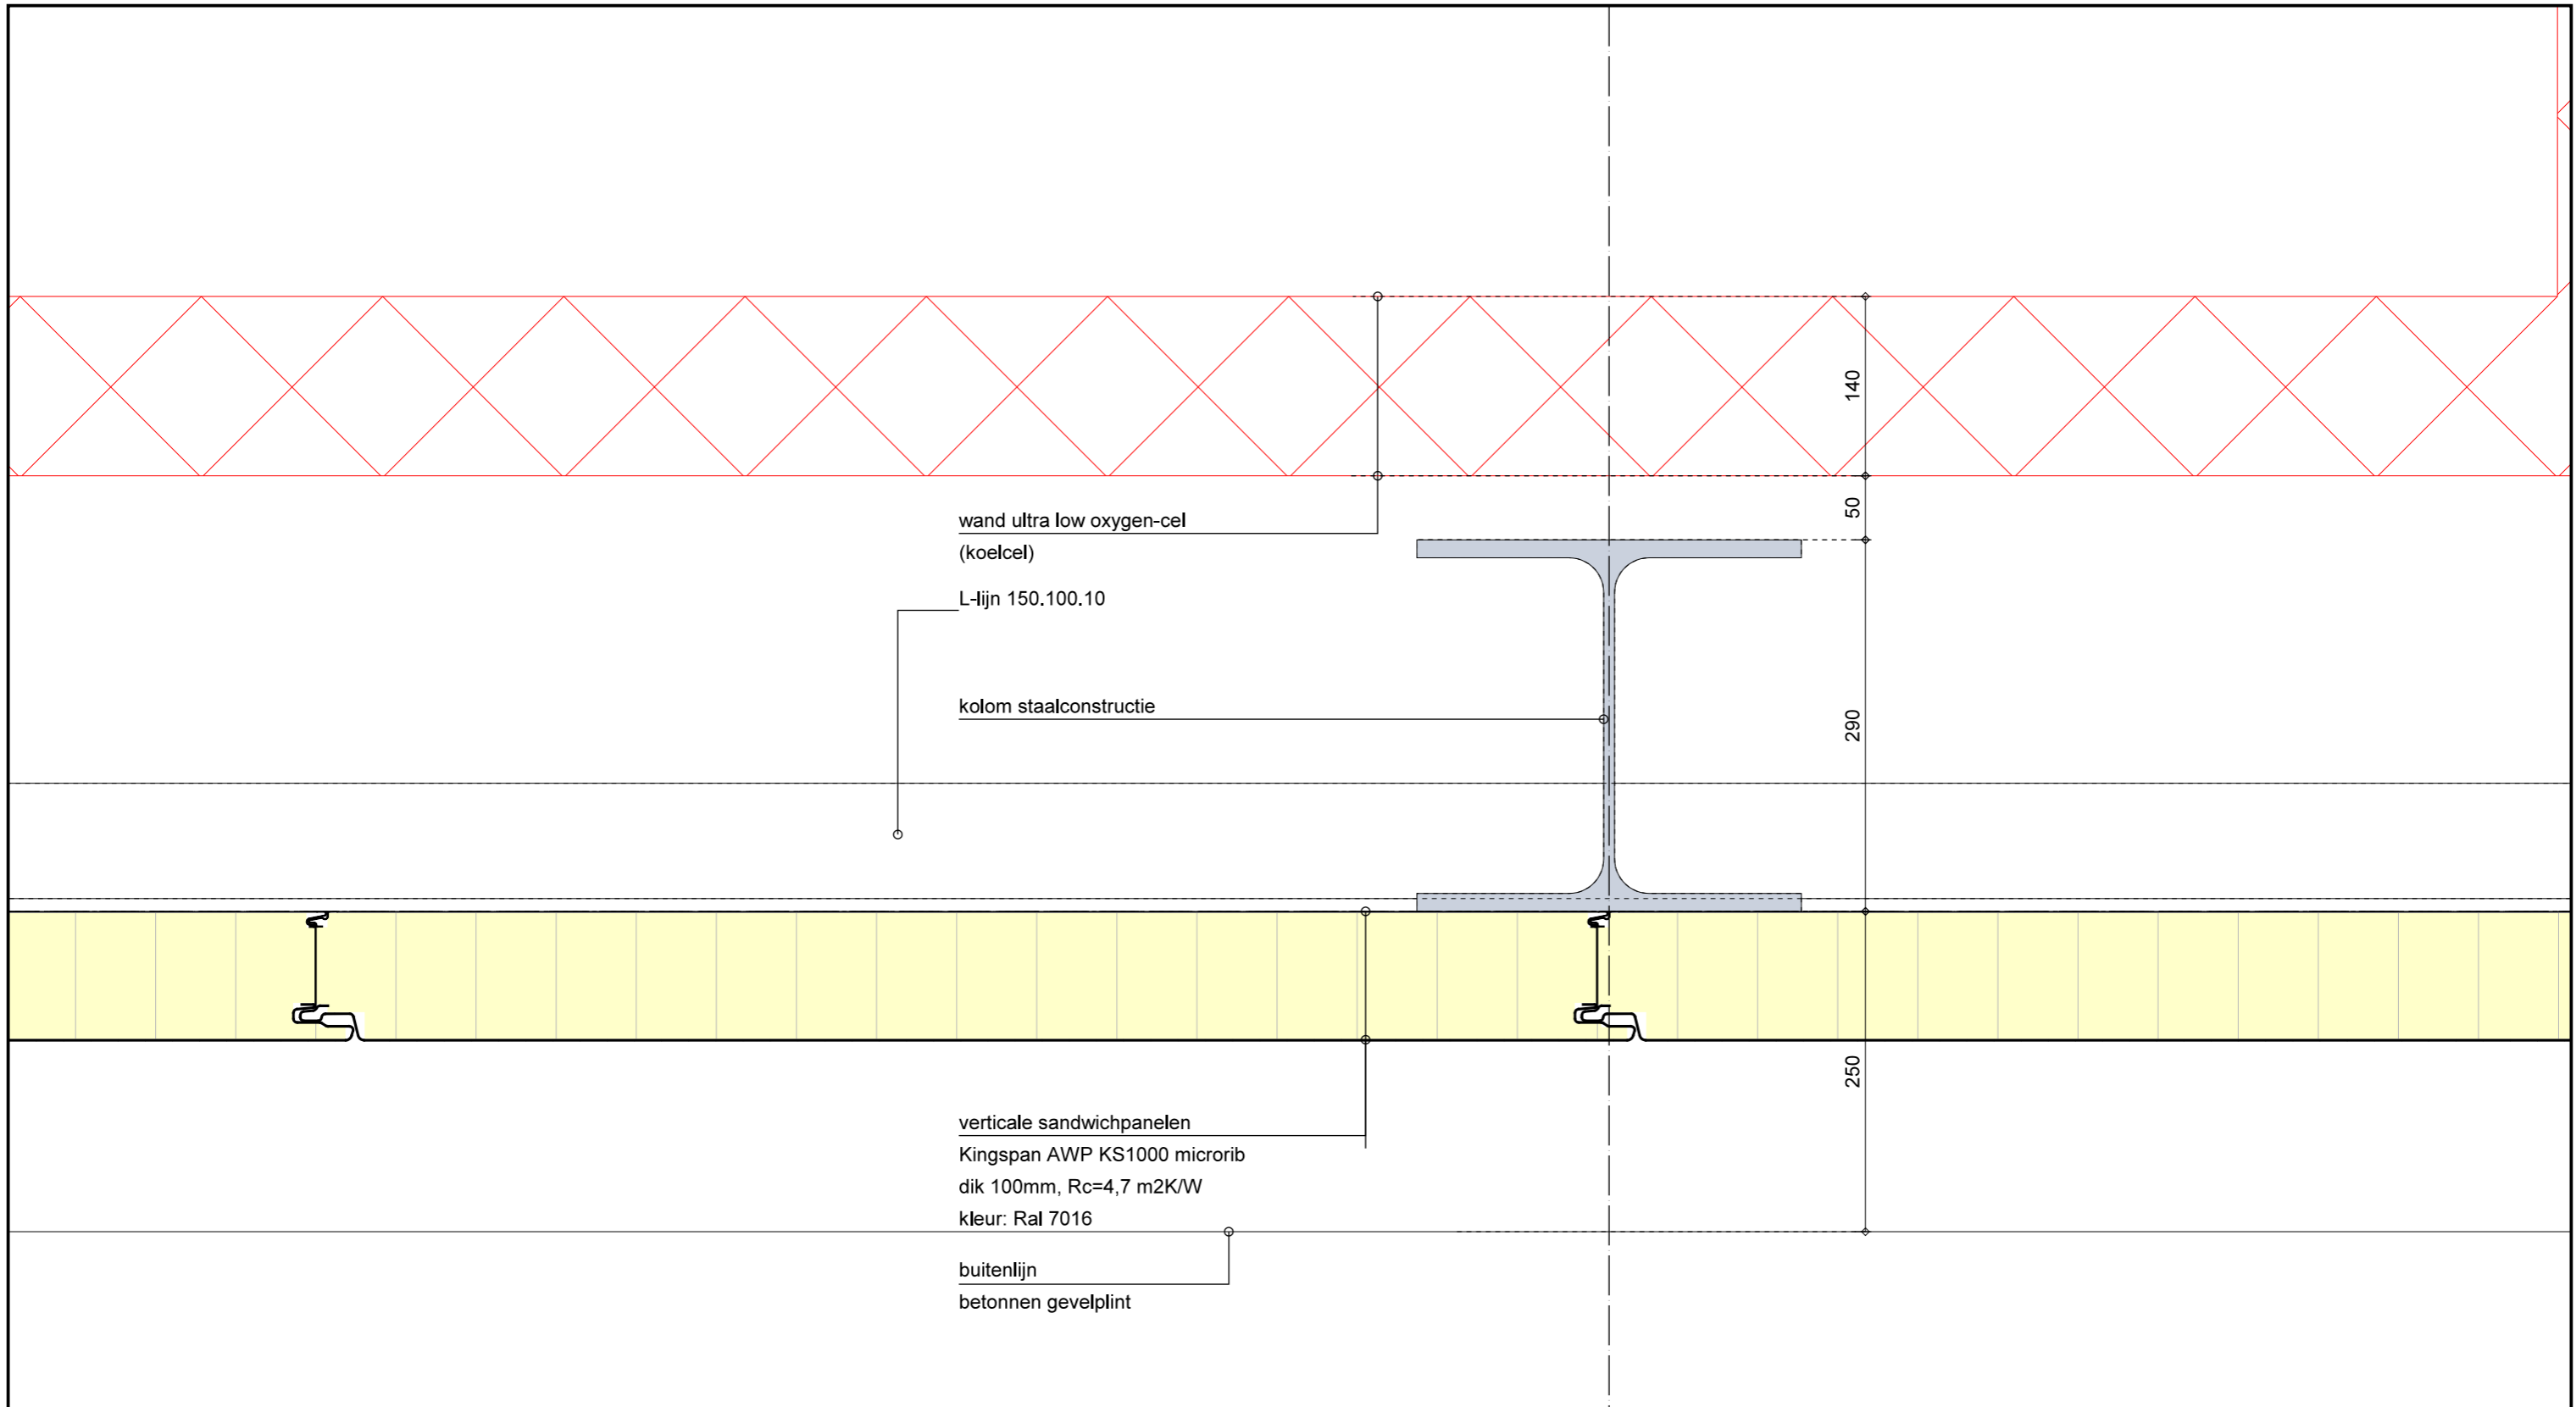 140
50
wand ultra low oxygen-cel
(koelcel)
L-lijn 150.100.10
kolom staalconstructie
290
250
verticale sandwichpanelen
Kingspan AWP KS1000 microrib
dik 100mm, Rc=4,7 m2K/W
kleur: Ral 7016
buitenlijn
betonnen gevelplint